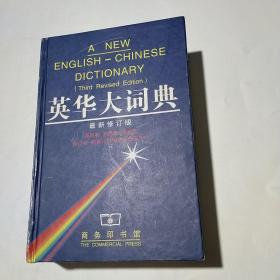 A NEW
ENGLISH-CHINESE
DICTIONARY
(Third Revised Edition)
英华大词典
最新修订版
商务印书馆
THE COMMERCIAL PRESS